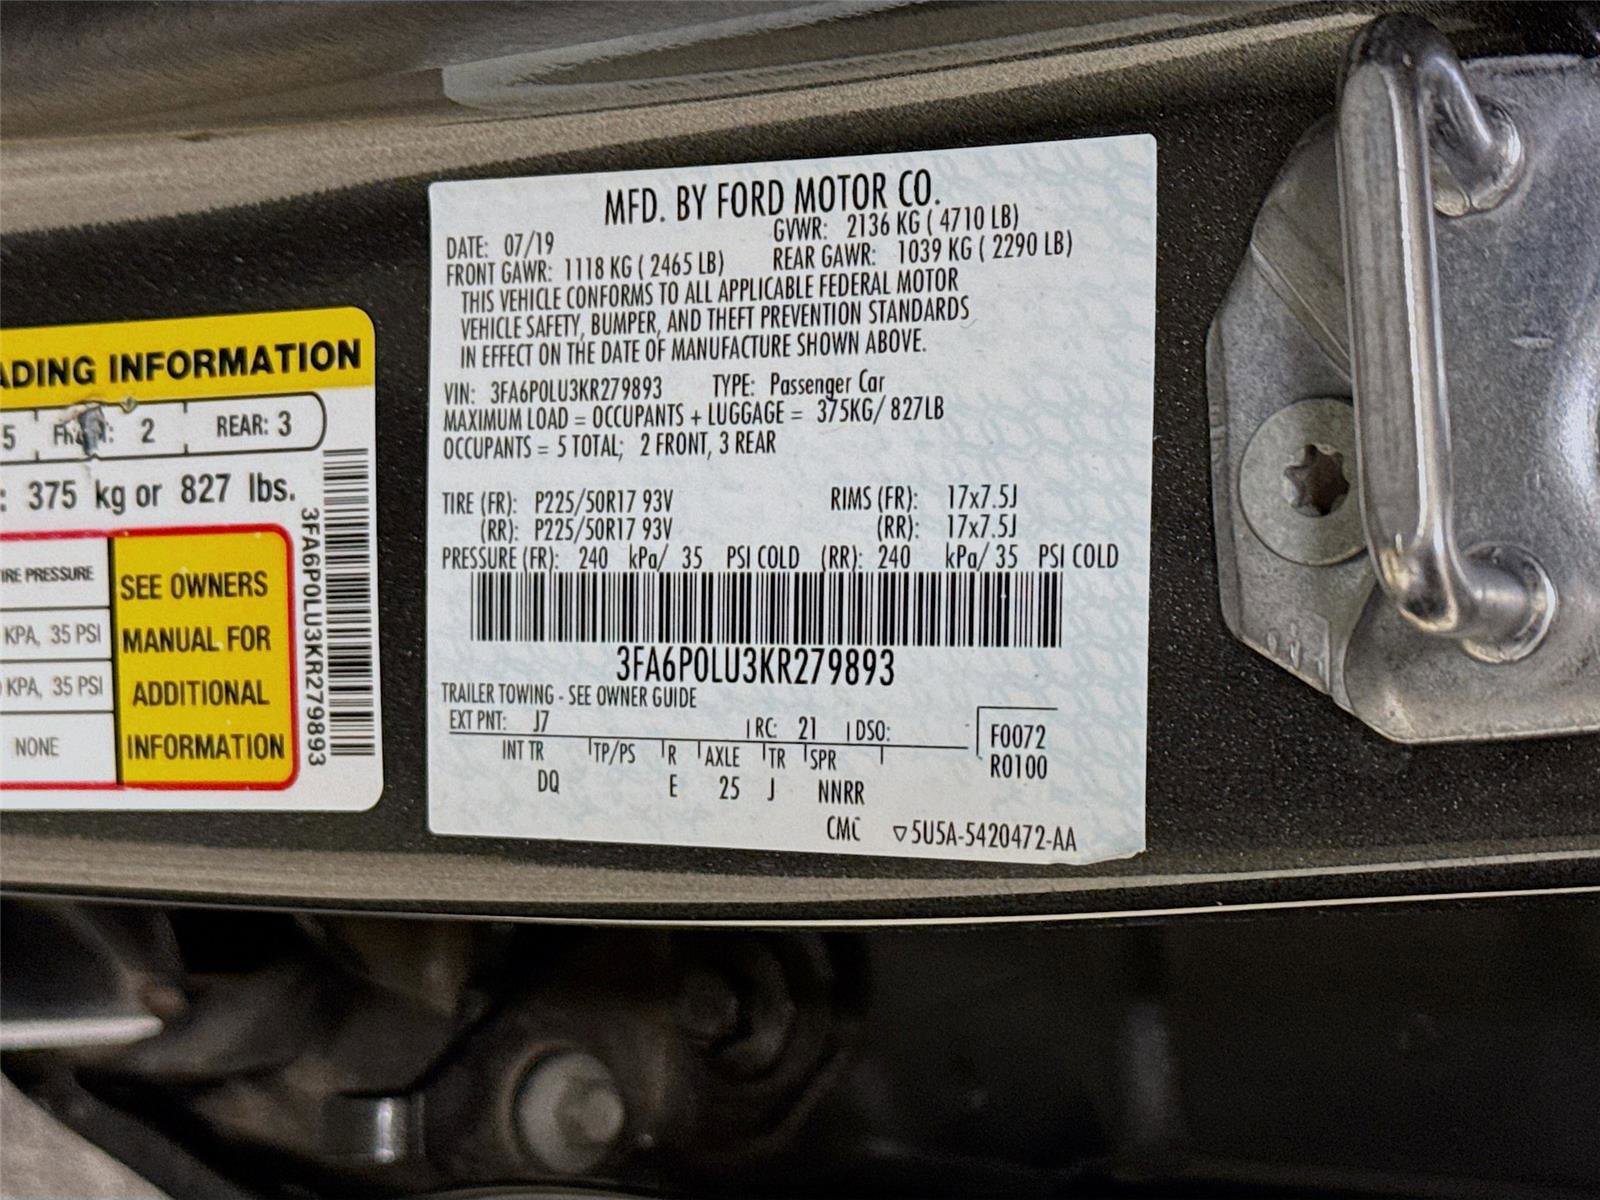 MFD. BY FORD MOTOR CO.
DATE: 07/19 GVWR: 2136 KG ( 4710 LB)
FRONT GAWR: 1118 KG ( 2465 LB) REAR GAWR: 1039 KG ( 2290 LB)
THIS VEHICLE CONFORMS TO ALL APPLICABLE FEDERAL MOTOR
VEHICLE SAFETY, BUMPER, AND THEFT PREVENTION STANDARDS
IN EFFECT ON THE DATE OF MANUFACTURE SHOWN ABOVE.
VIN: 3FA6P0LU3KR279893 TYPE: Passenger Car
MAXIMUM LOAD = OCCUPANTS + LUGGAGE = 375KG/ 827LB
OCCUPANTS = 5 TOTAL; 2 FRONT, 3 REAR
TIRE (FR): P225/50R17 93V RIMS (FR): 17x7.5J
(RR): P225/50R17 93V (RR): 17x7.5J
PRESSURE (FR): 240 kPa/ 35 PSI COLD (RR): 240 kPa/ 35 PSI COLD
3FA6P0LU3KR279893
TRAILER TOWING - SEE OWNER GUIDE
EXT PNT: J7 RC: 21 DSO:
INT TR TP/PS R AXLE TR SPR
DQ E 25 J NNRR
F0072
R0100
CMC ▽5U5A-5420472-AA
ADING INFORMATION
5 2 REAR: 3
: 375 kg or 827 lbs.
IRE PRESSURE
KPA, 35 PSI
KPA, 35 PSI
NONE
SEE OWNERS
MANUAL FOR
ADDITIONAL
INFORMATION
3FA6P0LU3KR279893